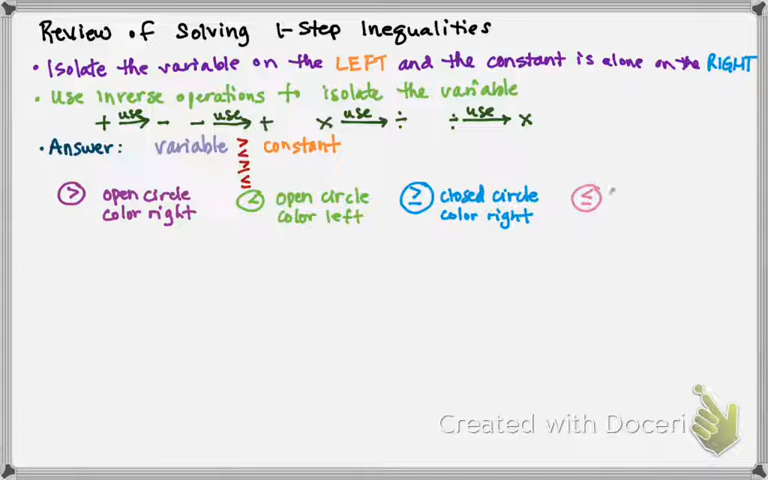 Review of Solving 1-Step Inequalities
• Isolate the variable on the LEFT and the constant is alone on the RIGHT
• Use inverse operations to isolate the variable
+ use → −   − use → +   × use → ÷   ÷ use → ×
• Answer: variable > constant
<
≥
≤
> open circle   < open circle   ≥ closed circle   ≤
color right   color left   color right
Created with Doceri